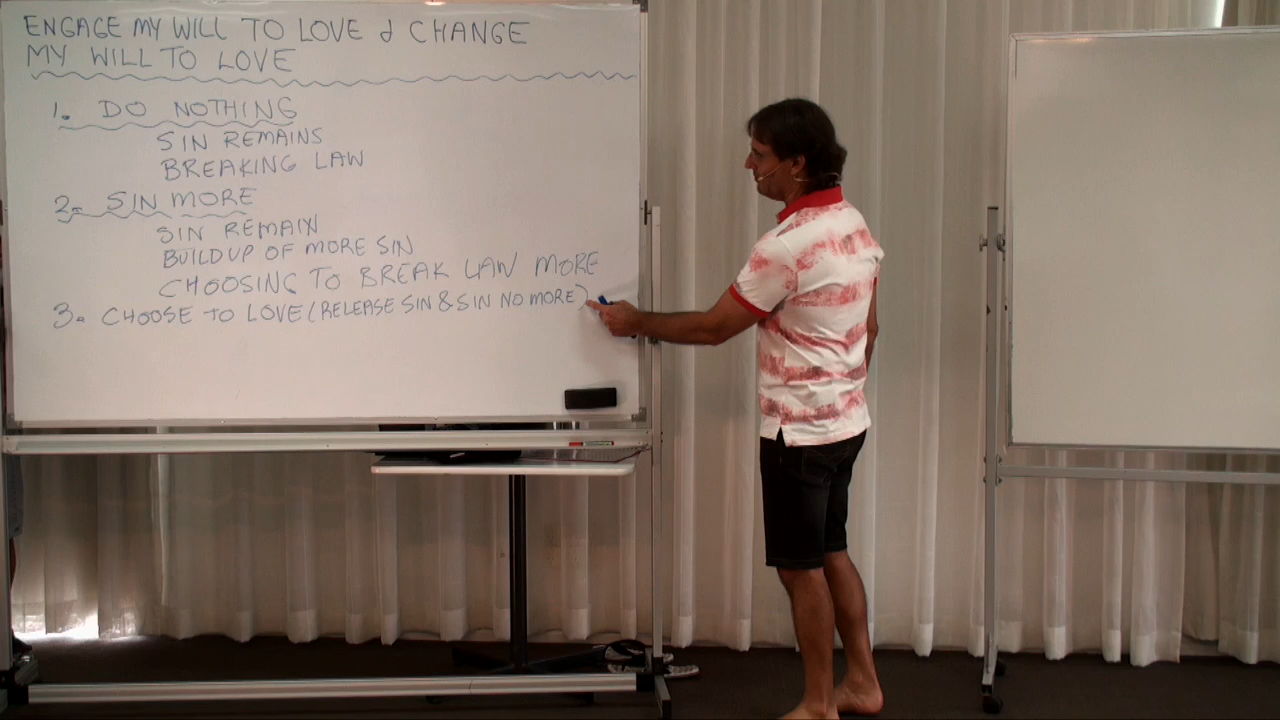 ENGAGE MY WILL TO LOVE & CHANGE
MY WILL TO LOVE
1. DO NOTHING
SIN REMAINS
BREAKING LAW
2. SIN MORE
SIN REMAIN
BUILDUP OF MORE SIN
CHOOSING TO BREAK LAW MORE
3. CHOOSE TO LOVE (RELEASE SIN & SIN NO MORE)